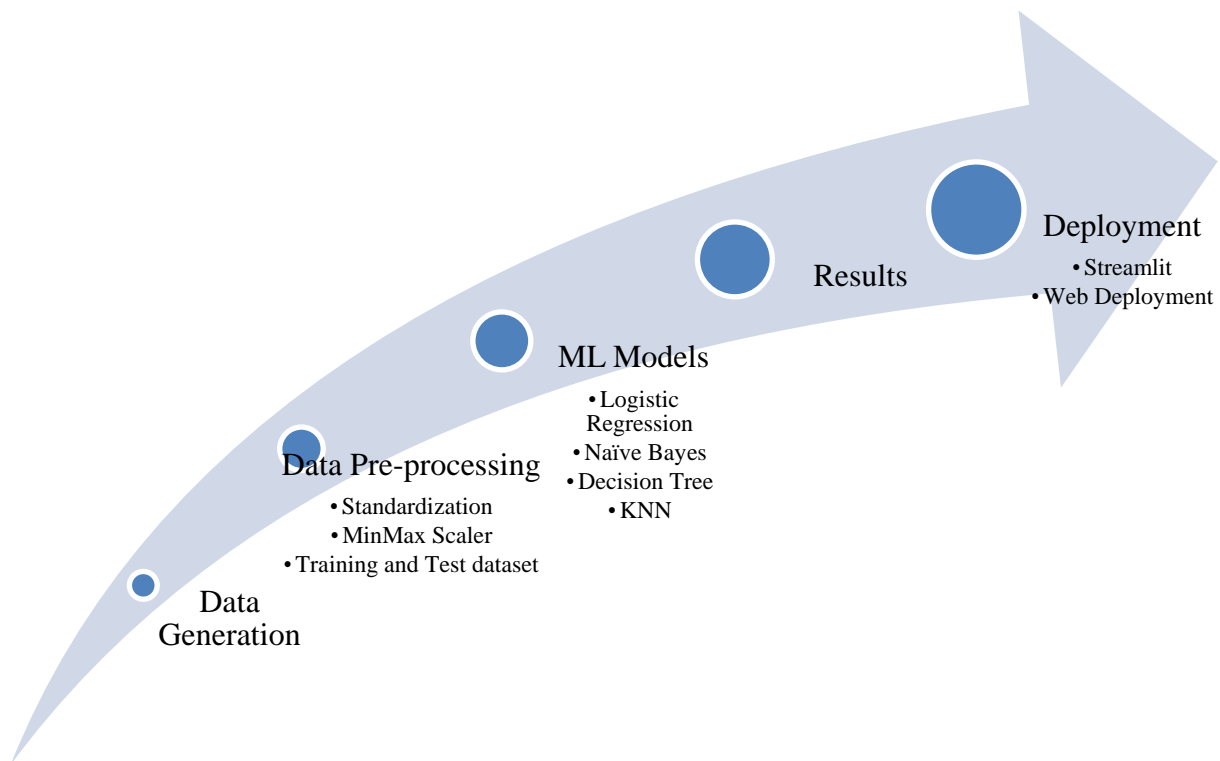 Data
Generation
Data Pre-processing
• Standardization
• MinMax Scaler
• Training and Test dataset
ML Models
• Logistic
Regression
• Naïve Bayes
• Decision Tree
• KNN
Results
Deployment
• Streamlit
• Web Deployment